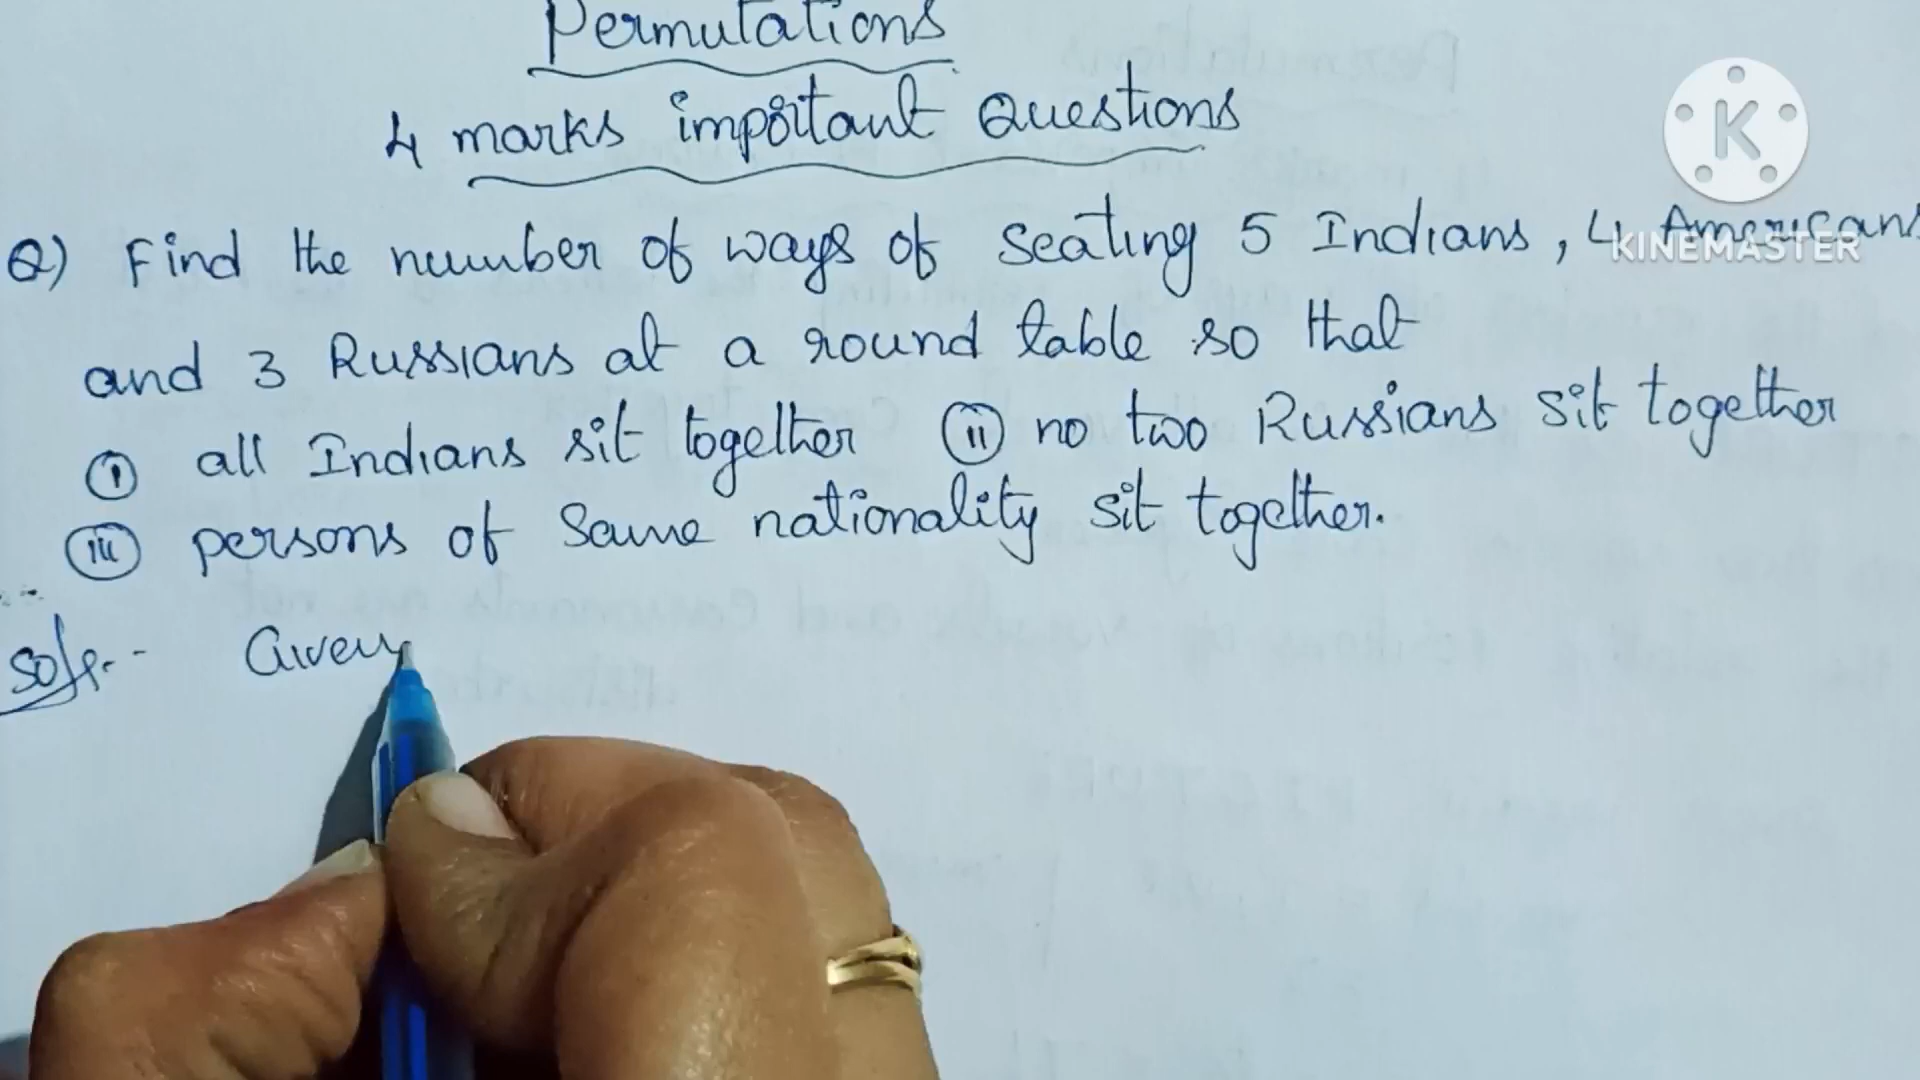 Permutations
4 marks important Questions
Q) Find the number of ways of seating 5 Indians, 4 Americans
KINEMASTER
and 3 Russians at a round table so that
(i) all Indians sit together (ii) no two Russians sit together
(iii) persons of same nationality sit together.
Sol:- Given